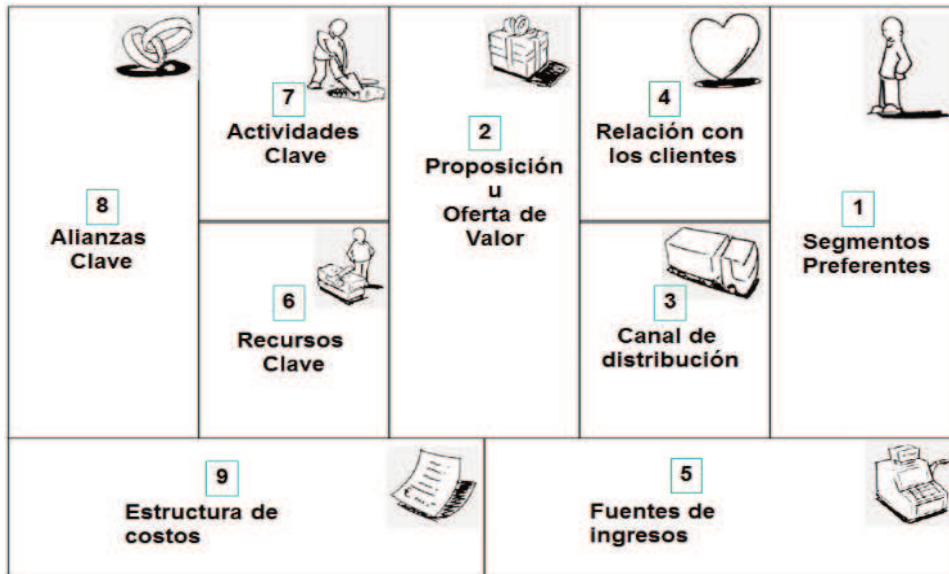 8
Alianzas
Clave
7
Actividades
Clave
6
Recursos
Clave
2
Proposición
u
Oferta de
Valor
4
Relación con
los clientes
3
Canal de
distribución
1
Segmentos
Preferentes
9
Estructura de
costos
5
Fuentes de
ingresos